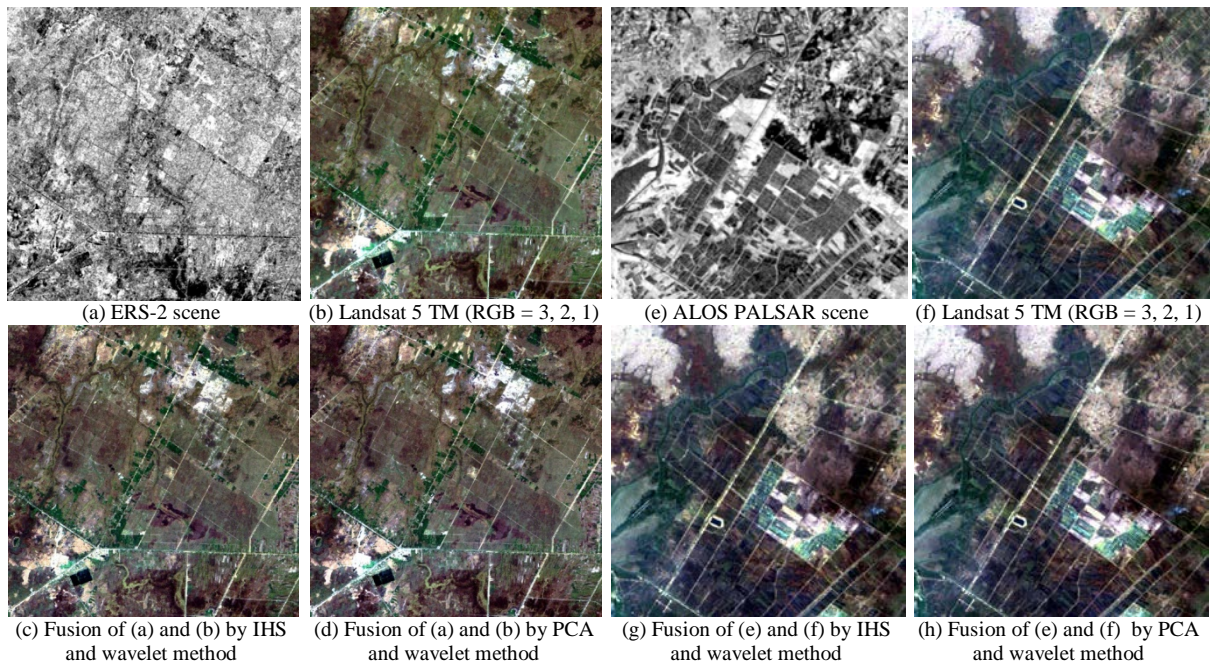 (a) ERS-2 scene
(b) Landsat 5 TM (RGB = 3, 2, 1)
(e) ALOS PALSAR scene
(f) Landsat 5 TM (RGB = 3, 2, 1)
(c) Fusion of (a) and (b) by IHS
and wavelet method
(d) Fusion of (a) and (b) by PCA
and wavelet method
(g) Fusion of (e) and (f) by IHS
and wavelet method
(h) Fusion of (e) and (f) by PCA
and wavelet method